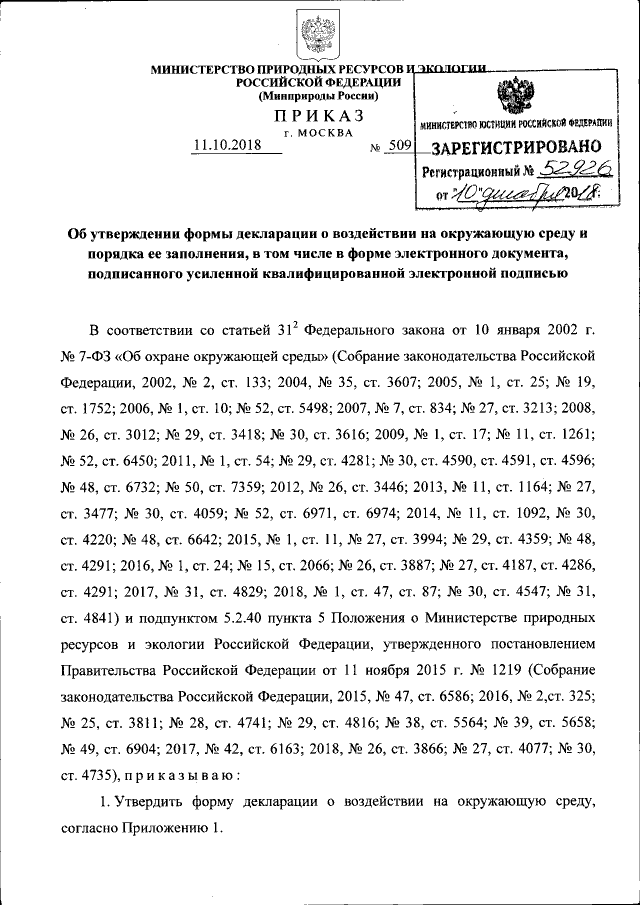 МИНИСТЕРСТВО ПРИРОДНЫХ РЕСУРСОВ И ЭКОЛОГИИ
РОССИЙСКОЙ ФЕДЕРАЦИИ
(Минприроды России)
П Р И К А З
г. МОСКВА
11.10.2018 № 509
МИНИСТЕРСТВО ЮСТИЦИИ РОССИЙСКОЙ ФЕДЕРАЦИИ
ЗАРЕГИСТРИРОВАНО
Регистрационный № 52926
от "10" декабря 2018.
Об утверждении формы декларации о воздействии на окружающую среду и
порядка ее заполнения, в том числе в форме электронного документа,
подписанного усиленной квалифицированной электронной подписью
В соответствии со статьей 31² Федерального закона от 10 января 2002 г.
№ 7-ФЗ «Об охране окружающей среды» (Собрание законодательства Российской
Федерации, 2002, № 2, ст. 133; 2004, № 35, ст. 3607; 2005, № 1, ст. 25; № 19,
ст. 1752; 2006, № 1, ст. 10; № 52, ст. 5498; 2007, № 7, ст. 834; № 27, ст. 3213; 2008,
№ 26, ст. 3012; № 29, ст. 3418; № 30, ст. 3616; 2009, № 1, ст. 17; № 11, ст. 1261;
№ 52, ст. 6450; 2011, № 1, ст. 54; № 29, ст. 4281; № 30, ст. 4590, ст. 4591, ст. 4596;
№ 48, ст. 6732; № 50, ст. 7359; 2012, № 26, ст. 3446; 2013, № 11, ст. 1164; № 27,
ст. 3477; № 30, ст. 4059; № 52, ст. 6971, ст. 6974; 2014, № 11, ст. 1092, № 30,
ст. 4220; № 48, ст. 6642; 2015, № 1, ст. 11, № 27, ст. 3994; № 29, ст. 4359; № 48,
ст. 4291; 2016, № 1, ст. 24; № 15, ст. 2066; № 26, ст. 3887; № 27, ст. 4187, ст. 4286,
ст. 4291; 2017, № 31, ст. 4829; 2018, № 1, ст. 47, ст. 87; № 30, ст. 4547; № 31,
ст. 4841) и подпунктом 5.2.40 пункта 5 Положения о Министерстве природных
ресурсов и экологии Российской Федерации, утвержденного постановлением
Правительства Российской Федерации от 11 ноября 2015 г. № 1219 (Собрание
законодательства Российской Федерации, 2015, № 47, ст. 6586; 2016, № 2,ст. 325;
№ 25, ст. 3811; № 28, ст. 4741; № 29, ст. 4816; № 38, ст. 5564; № 39, ст. 5658;
№ 49, ст. 6904; 2017, № 42, ст. 6163; 2018, № 26, ст. 3866; № 27, ст. 4077; № 30,
ст. 4735), п р и к а з ы в а ю :
1. Утвердить форму декларации о воздействии на окружающую среду,
согласно Приложению 1.